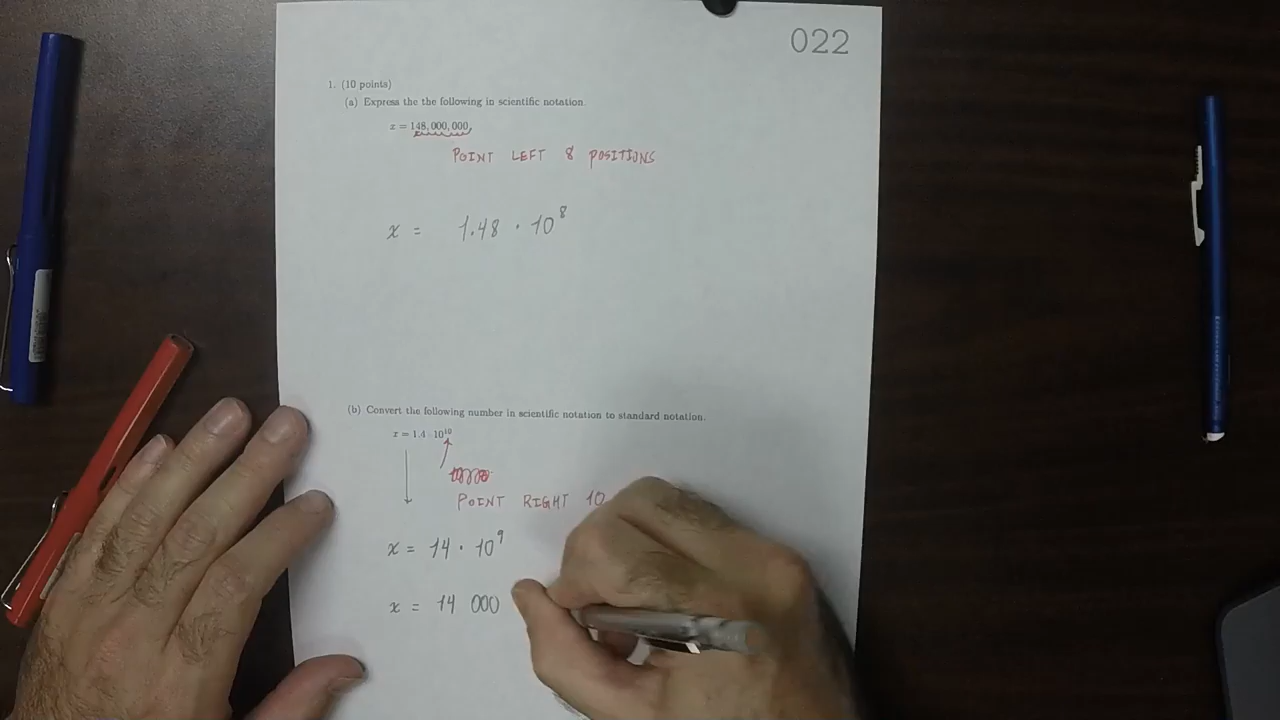 022
1. (10 points)
(a) Express the the following in scientific notation.
x = 148,000,000,
POINT LEFT 8 POSITIONS
x = 1.48 · 10⁸
(b) Convert the following number in scientific notation to standard notation.
x = 1.4 · 10¹⁰
POINT RIGHT 10
x = 14 · 10⁹
x = 14 000